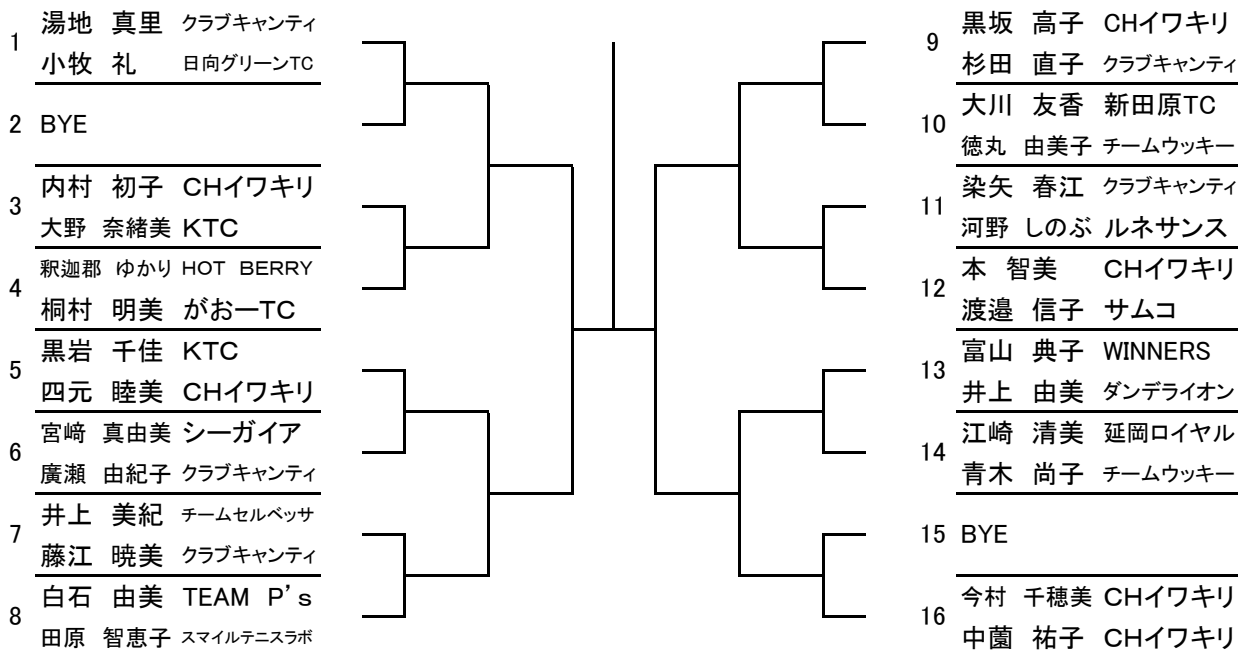 1
湯地 真里 クラブキャンティ
小牧 礼 日向グリーンTC
2 BYE
3
内村 初子 CHイワキリ
大野 奈緒美 KTC
4
釈迦郡 ゆかり HOT BERRY
桐村 明美 がおーTC
5
黒岩 千佳 KTC
四元 睦美 CHイワキリ
6
宮﨑 真由美 シーガイア
廣瀬 由紀子 クラブキャンティ
7
井上 美紀 チームセルベッサ
藤江 暁美 クラブキャンティ
8
白石 由美 TEAM P's
田原 智恵子 スマイルテニスラボ
9
黒坂 高子 CHイワキリ
杉田 直子 クラブキャンティ
10
大川 友香 新田原TC
徳丸 由美子 チームウッキー
11
染矢 春江 クラブキャンティ
河野 しのぶ ルネサンス
12
本 智美 CHイワキリ
渡邉 信子 サムコ
13
富山 典子 WINNERS
井上 由美 ダンデライオン
14
江崎 清美 延岡ロイヤル
青木 尚子 チームウッキー
15 BYE
16
今村 千穂美 CHイワキリ
中薗 祐子 CHイワキリ